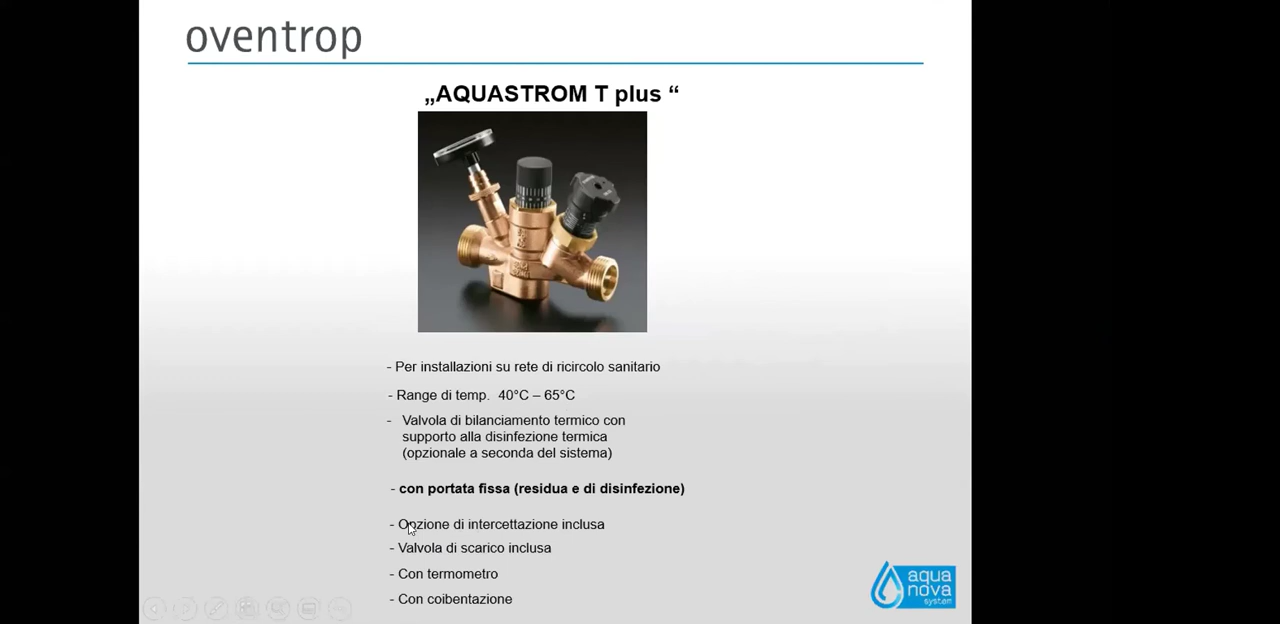 oventrop
„AQUASTROM T plus “
- Per installazioni su rete di ricircolo sanitario
- Range di temp. 40°C – 65°C
- Valvola di bilanciamento termico con
supporto alla disinfezione termica
(opzionale a seconda del sistema)
- con portata fissa (residua e di disinfezione)
- Opzione di intercettazione inclusa
- Valvola di scarico inclusa
- Con termometro
- Con coibentazione
aqua
nova
system